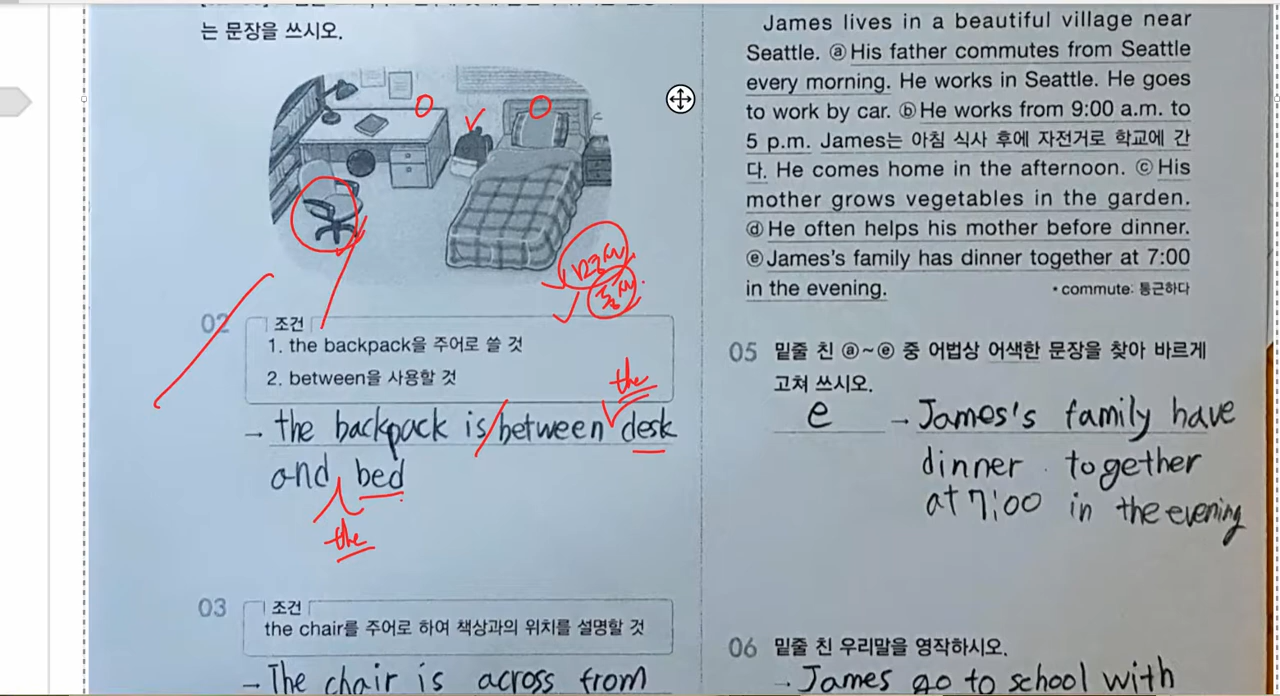 는 문장을 쓰시오.
명사
02
조건
1. the backpack을 주어로 쓸 것
2. between을 사용할 것
the
→ the backpack is between desk
and bed
the
03
조건
the chair를 주어로 하여 책상과의 위치를 설명할 것
→ The chair is across from
James lives in a beautiful village near
Seattle. ⓐ His father commutes from Seattle
every morning. He works in Seattle. He goes
to work by car. ⓑ He works from 9:00 a.m. to
5 p.m. James는 아침 식사 후에 자전거로 학교에 간
다. He comes home in the afternoon. ⓒ His
mother grows vegetables in the garden.
ⓓ He often helps his mother before dinner.
ⓔ James's family has dinner together at 7:00
in the evening.
• commute: 통근하다
05 밑줄 친 ⓐ~ⓔ 중 어법상 어색한 문장을 찾아 바르게
고쳐 쓰시오.
e → James's family have
dinner together
at 7:00 in the evening
06 밑줄 친 우리말을 영작하시오.
→ James go to school with